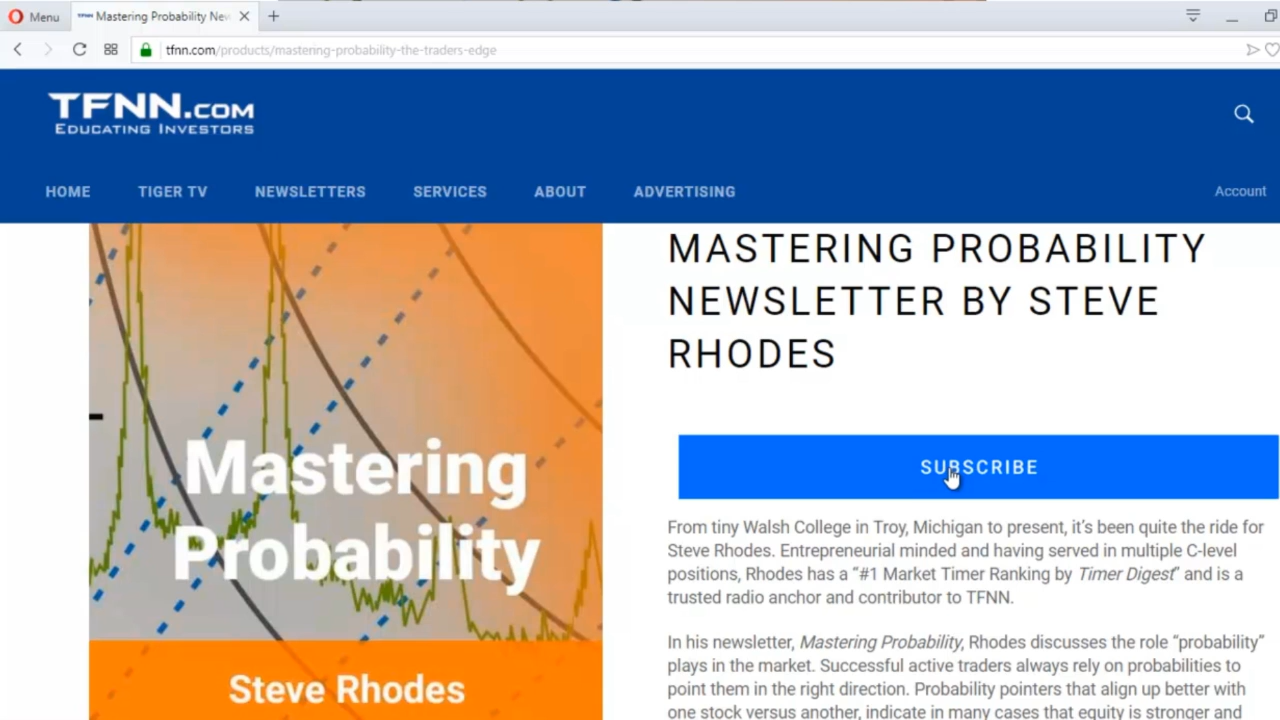 Menu
TFNN Mastering Probability New
tfnn.com/products/mastering-probability-the-traders-edge
TFNN.COM
EDUCATING INVESTORS
HOME TIGER TV NEWSLETTERS SERVICES ABOUT ADVERTISING Account
Mastering
Probability
Steve Rhodes
MASTERING PROBABILITY
NEWSLETTER BY STEVE
RHODES
SUBSCRIBE
From tiny Walsh College in Troy, Michigan to present, it's been quite the ride for
Steve Rhodes. Entrepreneurial minded and having served in multiple C-level
positions, Rhodes has a “#1 Market Timer Ranking by Timer Digest” and is a
trusted radio anchor and contributor to TFNN.
In his newsletter, Mastering Probability, Rhodes discusses the role “probability”
plays in the market. Successful active traders always rely on probabilities to
point them in the right direction. Probability pointers that align up better with
one stock versus another, indicate in many cases that equity is stronger and